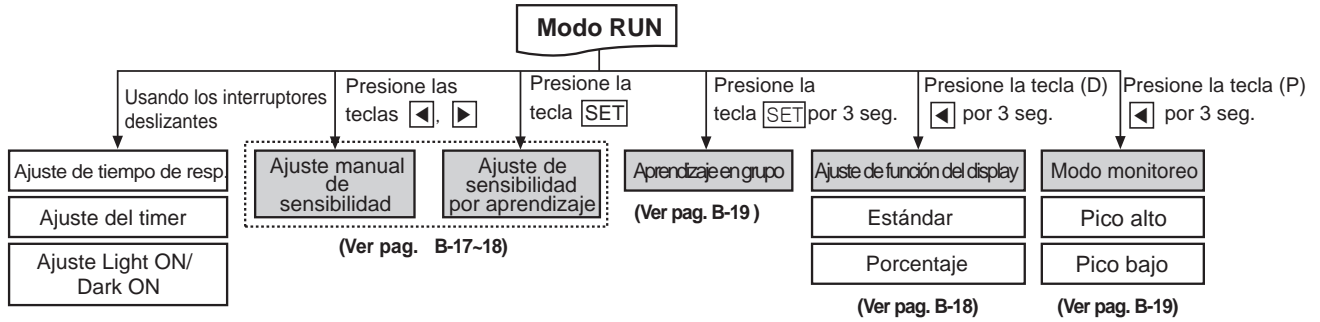 Modo RUN
Usando los interruptores
deslizantes
Presione las
teclas ◀, ▶
Presione la
tecla SET
Presione la
tecla SET por 3 seg.
Presione la tecla (D)
◀ por 3 seg.
Presione la tecla (P)
◀ por 3 seg.
Ajuste de tiempo de resp.
Ajuste del timer
Ajuste Light ON/
Dark ON
Ajuste manual
de
sensibilidad
Ajuste de
sensibilidad
por aprendizaje
(Ver pag. B-17~18)
Aprendizaje en grupo
(Ver pag. B-19 )
Ajuste de función del display
Estándar
Porcentaje
(Ver pag. B-18)
Modo monitoreo
Pico alto
Pico bajo
(Ver pag. B-19)